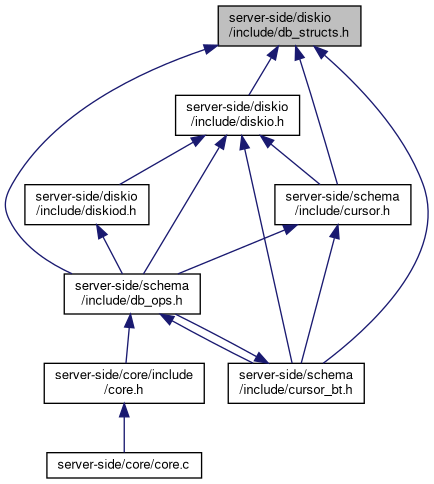 server-side/diskio
/include/db_structs.h
server-side/diskio
/include/diskio.h
server-side/diskio
/include/diskiod.h
server-side/schema
/include/cursor.h
server-side/schema
/include/db_ops.h
server-side/core/include
/core.h
server-side/schema
/include/cursor_bt.h
server-side/core/core.c